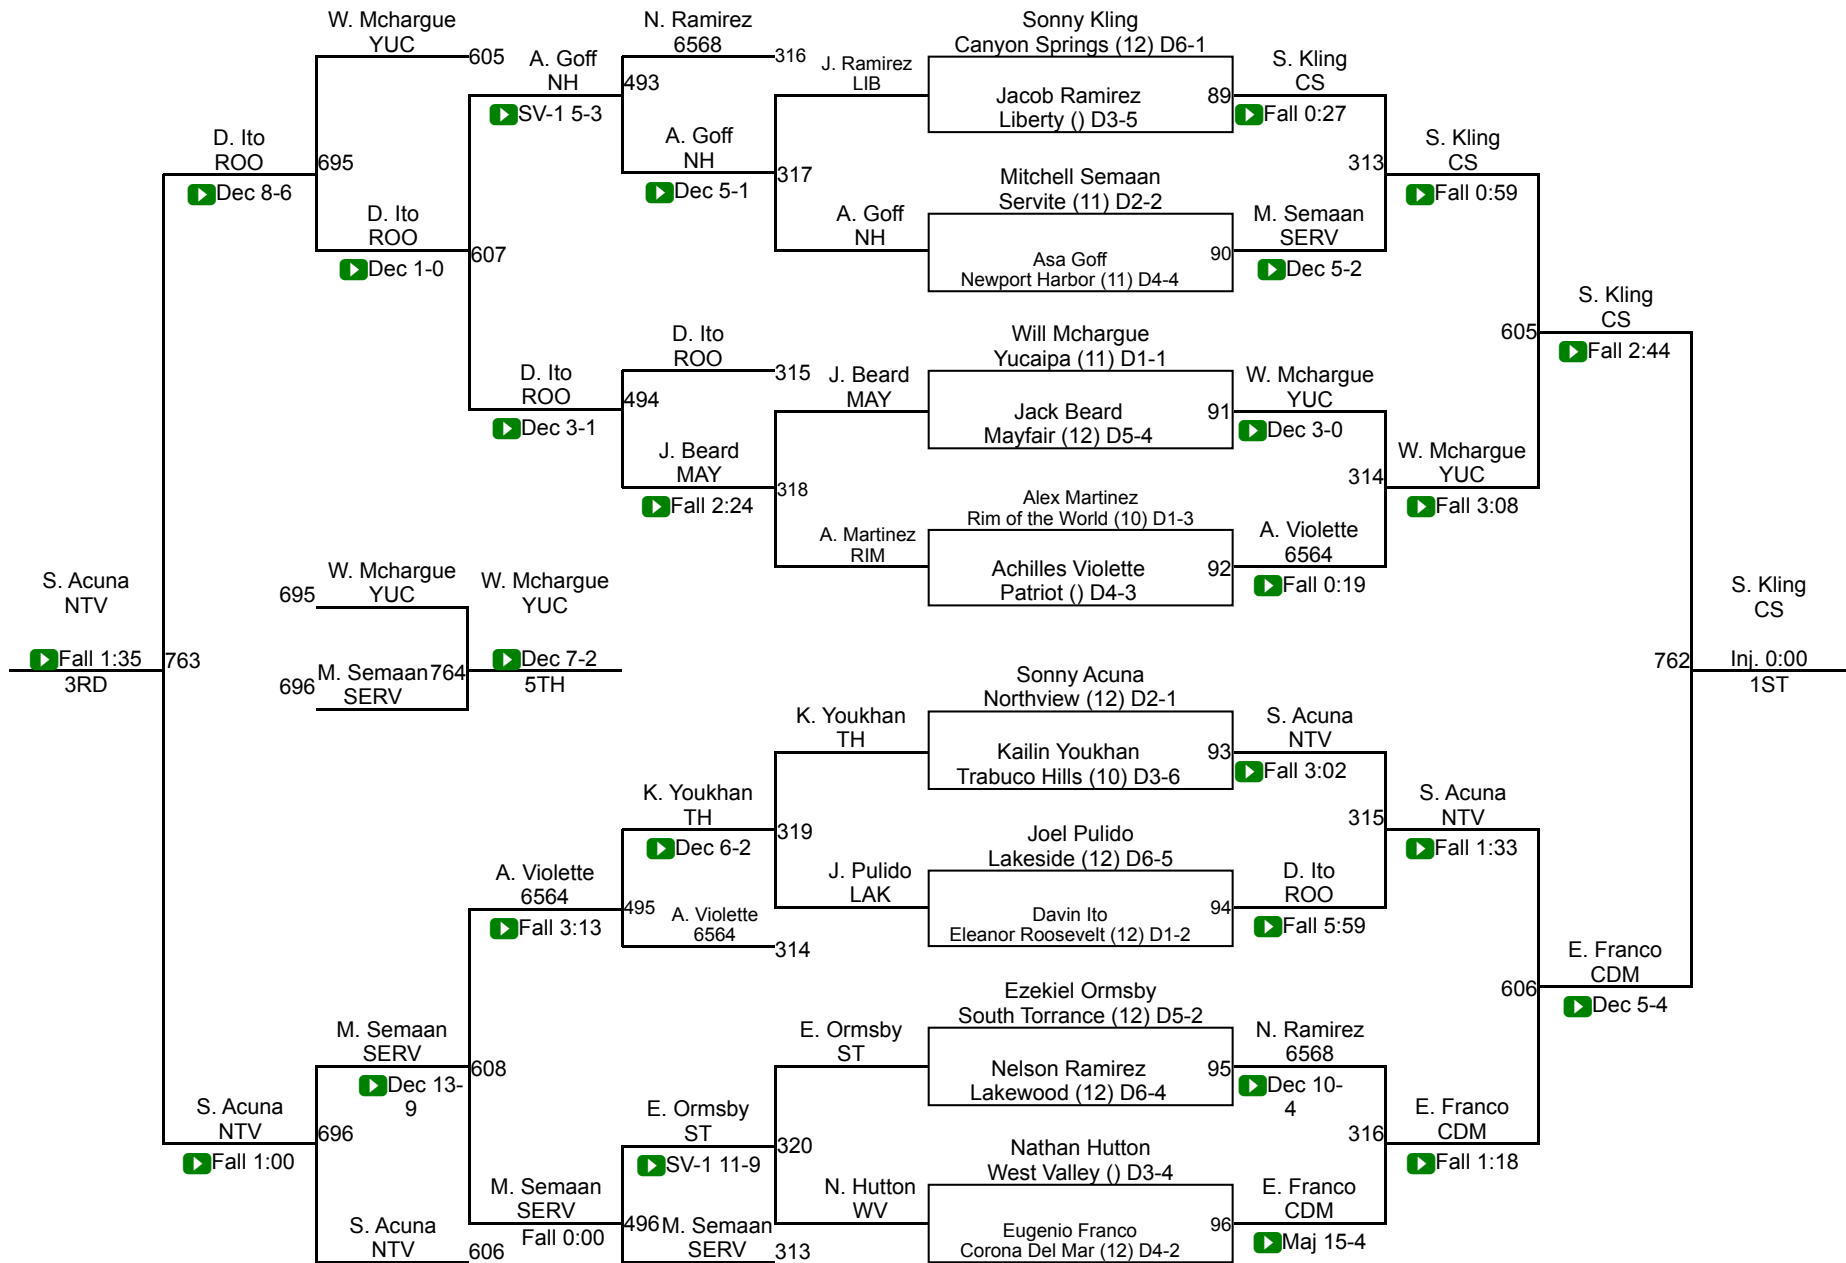 W. Mchargue
YUC
605
D. Ito
ROO
Dec 8-6
695
D. Ito
ROO
Dec 1-0
A. Goff
NH
SV-1 5-3
607
N. Ramirez
6568
316
493
A. Goff
NH
Dec 5-1
317
J. Ramirez
LIB
A. Goff
NH
D. Ito
ROO
Dec 3-1
D. Ito
ROO
315
494
J. Beard
MAY
Fall 2:24
318
J. Beard
MAY
A. Martinez
RIM
S. Acuna
NTV
Fall 1:35
3RD
763
695
W. Mchargue
YUC
696
M. Semaan
SERV
764
W. Mchargue
YUC
Dec 7-2
5TH
K. Youkhan
TH
J. Pulido
LAK
319
K. Youkhan
TH
Dec 6-2
A. Violette
6564
Fall 3:13
495
A. Violette
6564
314
M. Semaan
SERV
Dec 13-
9
608
S. Acuna
NTV
Fall 1:00
696
S. Acuna
NTV
606
M. Semaan
SERV
Fall 0:00
E. Ormsby
ST
SV-1 11-9
496
M. Semaan
SERV
313
320
E. Ormsby
ST
N. Hutton
WV
Sonny Kling
Canyon Springs (12) D6-1
Jacob Ramirez
Liberty () D3-5
89
Mitchell Semaan
Servite (11) D2-2
Asa Goff
Newport Harbor (11) D4-4
90
Will Mchargue
Yucaipa (11) D1-1
Jack Beard
Mayfair (12) D5-4
91
Alex Martinez
Rim of the World (10) D1-3
Achilles Violette
Patriot () D4-3
92
Sonny Acuna
Northview (12) D2-1
Kailin Youkhan
Trabuco Hills (10) D3-6
93
Joel Pulido
Lakeside (12) D6-5
Davin Ito
Eleanor Roosevelt (12) D1-2
94
Ezekiel Ormsby
South Torrance (12) D5-2
Nelson Ramirez
Lakewood (12) D6-4
95
Nathan Hutton
West Valley () D3-4
Eugenio Franco
Corona Del Mar (12) D4-2
96
S. Kling
CS
Fall 0:27
313
M. Semaan
SERV
Dec 5-2
W. Mchargue
YUC
Dec 3-0
314
A. Violette
6564
Fall 0:19
S. Acuna
NTV
Fall 3:02
315
D. Ito
ROO
Fall 5:59
N. Ramirez
6568
Dec 10-
4
316
E. Franco
CDM
Maj 15-4
S. Kling
CS
Fall 0:59
605
W. Mchargue
YUC
Fall 3:08
S. Acuna
NTV
Fall 1:33
606
E. Franco
CDM
Fall 1:18
S. Kling
CS
Fall 2:44
762
E. Franco
CDM
Dec 5-4
S. Kling
CS
Inj. 0:00
1ST